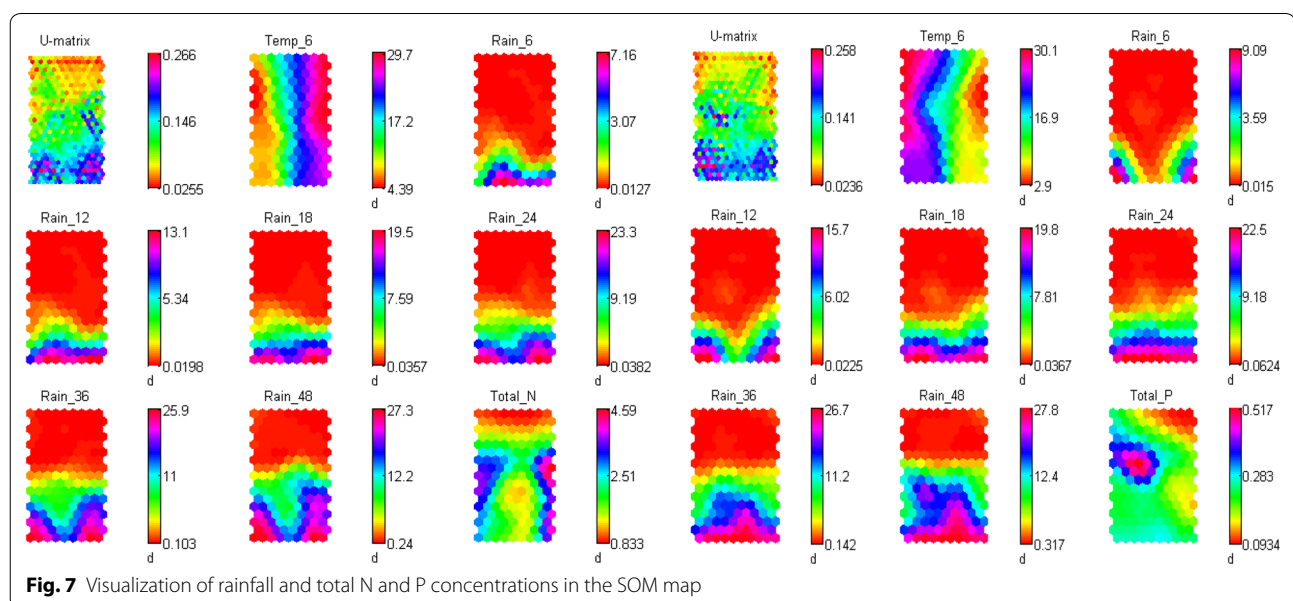 U-matrix
0.266
0.146
0.0255
Temp_6
29.7
17.2
4.39
d
Rain_6
7.16
3.07
0.0127
d
U-matrix
0.258
0.141
0.0236
Temp_6
30.1
16.9
2.9
d
Rain_6
9.09
3.59
0.015
d
Rain_12
13.1
5.34
0.0198
d
Rain_18
19.5
7.59
0.0357
d
Rain_24
23.3
9.19
0.0382
d
Rain_12
15.7
6.02
0.0225
d
Rain_18
19.8
7.81
0.0367
d
Rain_24
22.5
9.18
0.0624
d
Rain_36
25.9
11
0.103
d
Rain_48
27.3
12.2
0.24
d
Total_N
4.59
2.51
0.833
d
Rain_36
26.7
11.2
0.142
d
Rain_48
27.8
12.4
0.317
d
Total_P
0.517
0.283
0.0934
d
Fig. 7 Visualization of rainfall and total N and P concentrations in the SOM map